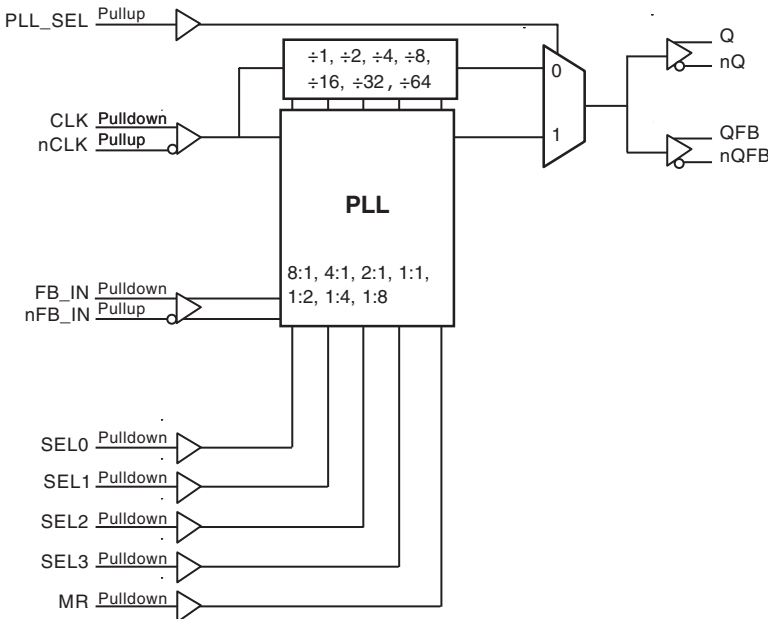 PLL_SEL Pullup
÷1, ÷2, ÷4, ÷8,
÷16, ÷32, ÷64
0
Q
nQ
CLK Pulldown
nCLK Pullup
1
QFB
nQFB
PLL
8:1, 4:1, 2:1, 1:1,
1:2, 1:4, 1:8
FB_IN Pulldown
nFB_IN Pullup
SEL0 Pulldown
SEL1 Pulldown
SEL2 Pulldown
SEL3 Pulldown
MR Pulldown